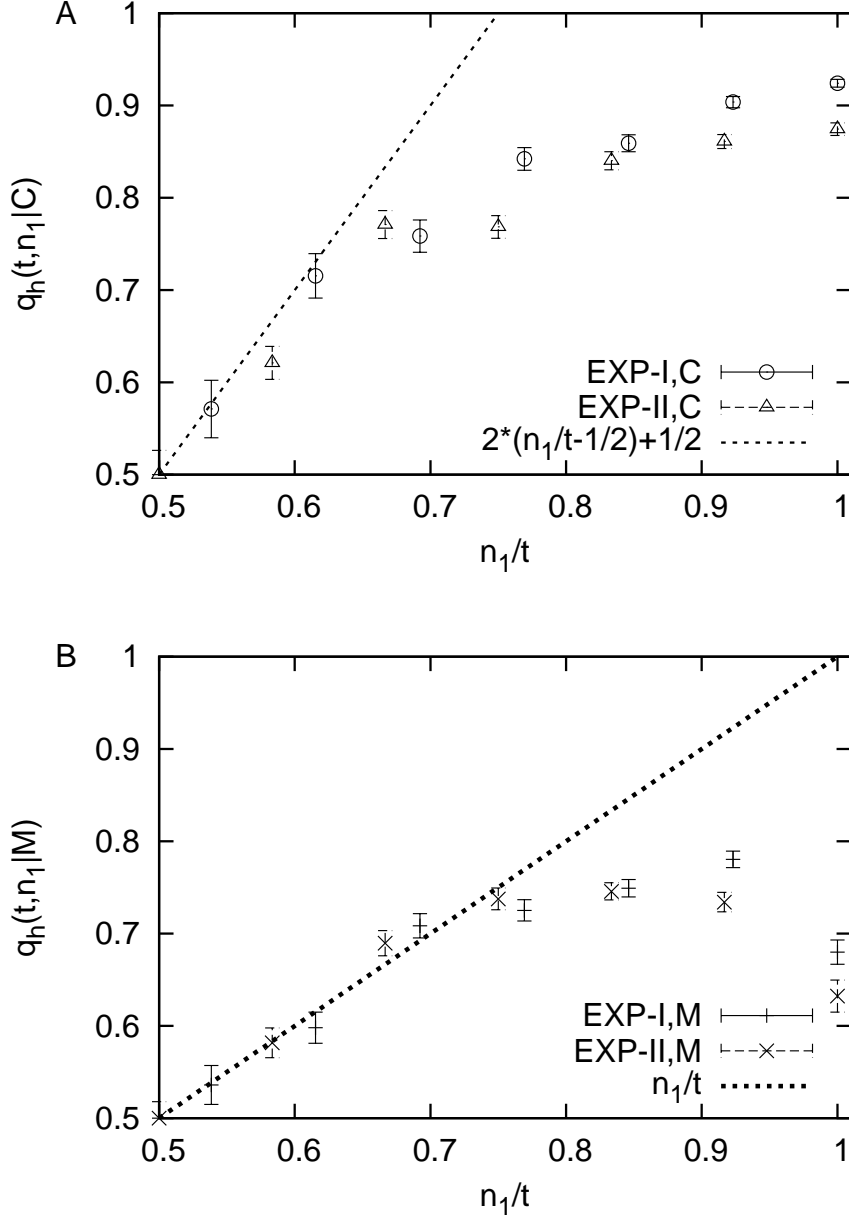 A
1
0.9
0.8
0.7
0.6
0.5
q_h(t,n_1|C)
EXP-I,C
EXP-II,C
2*(n_1/t-1/2)+1/2
0.5 0.6 0.7 0.8 0.9 1
n_1/t
B
1
0.9
0.8
0.7
0.6
0.5
q_h(t,n_1|M)
EXP-I,M
EXP-II,M
n_1/t
0.5 0.6 0.7 0.8 0.9 1
n_1/t